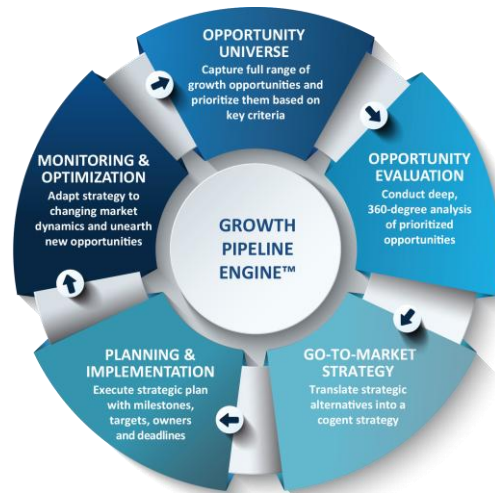 OPPORTUNITY
UNIVERSE
Capture full range of
growth opportunities and
prioritize them based on
key criteria
OPPORTUNITY
EVALUATION
Conduct deep,
360-degree analysis
of prioritized
opportunities
GO-TO-MARKET
STRATEGY
Translate strategic
alternatives into a
cogent strategy
PLANNING &
IMPLEMENTATION
Execute strategic plan
with milestones,
targets, owners
and deadlines
MONITORING &
OPTIMIZATION
Adapt strategy to
changing market
dynamics and unearth
new opportunities
GROWTH
PIPELINE
ENGINE™